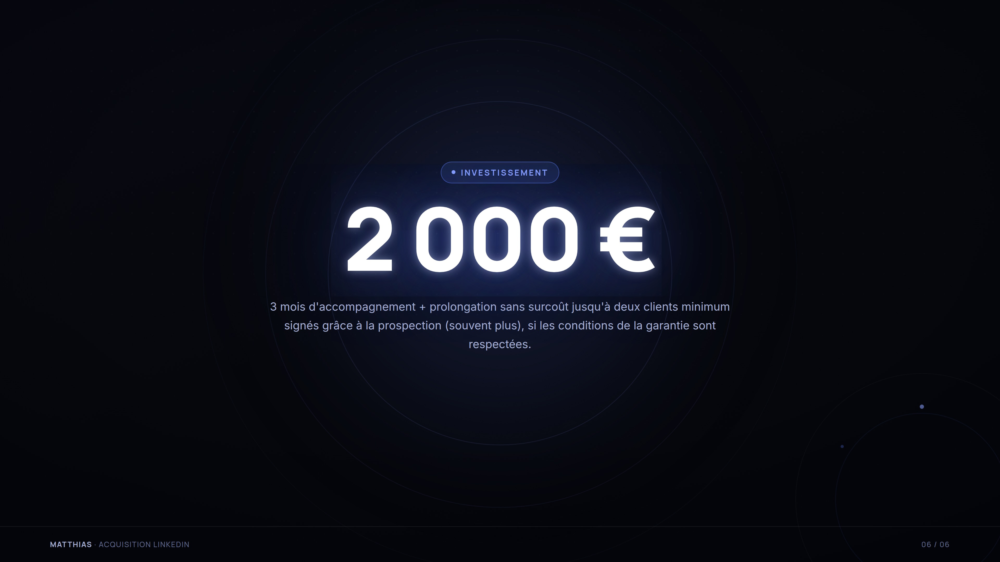 INVESTISSEMENT
2 000 €
3 mois d'accompagnement + prolongation sans surcoût jusqu'à deux clients minimum
signés grâce à la prospection (souvent plus), si les conditions de la garantie sont
respectées.
MATTHIAS · ACQUISITION LINKEDIN
06 / 06